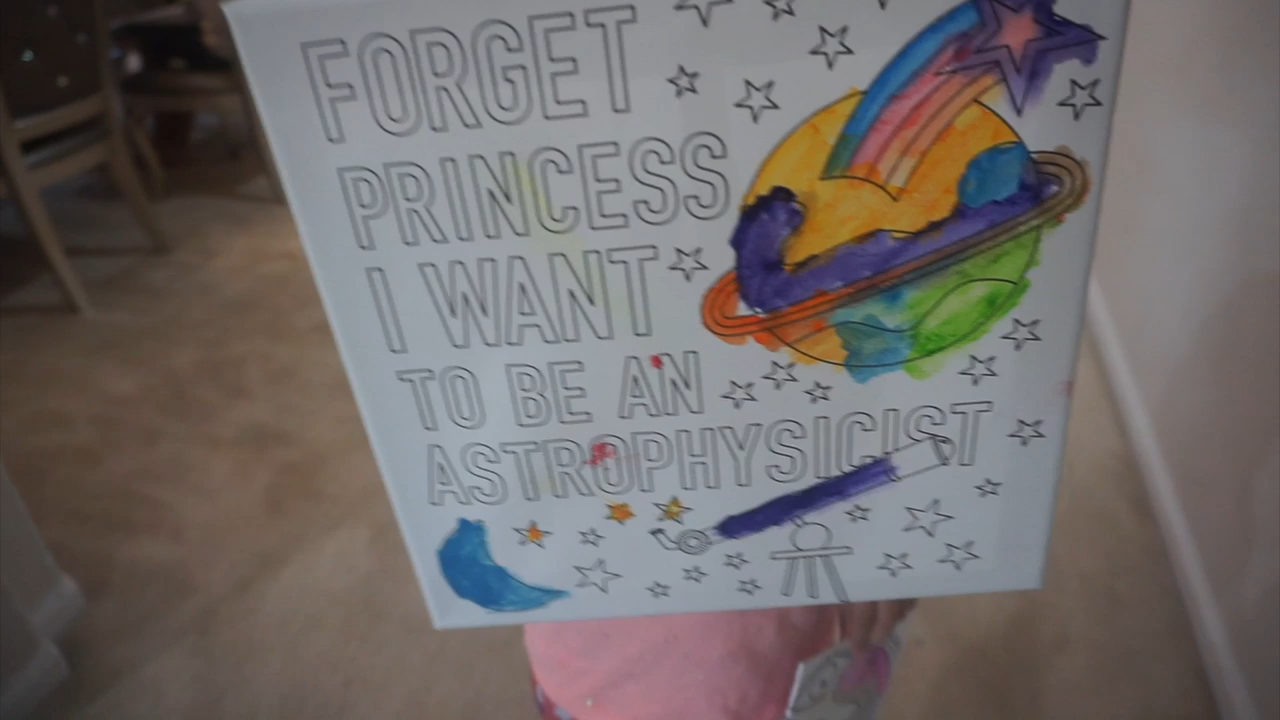 FORGET
PRINCESS
I WANT
TO BE AN
ASTROPHYSICIST